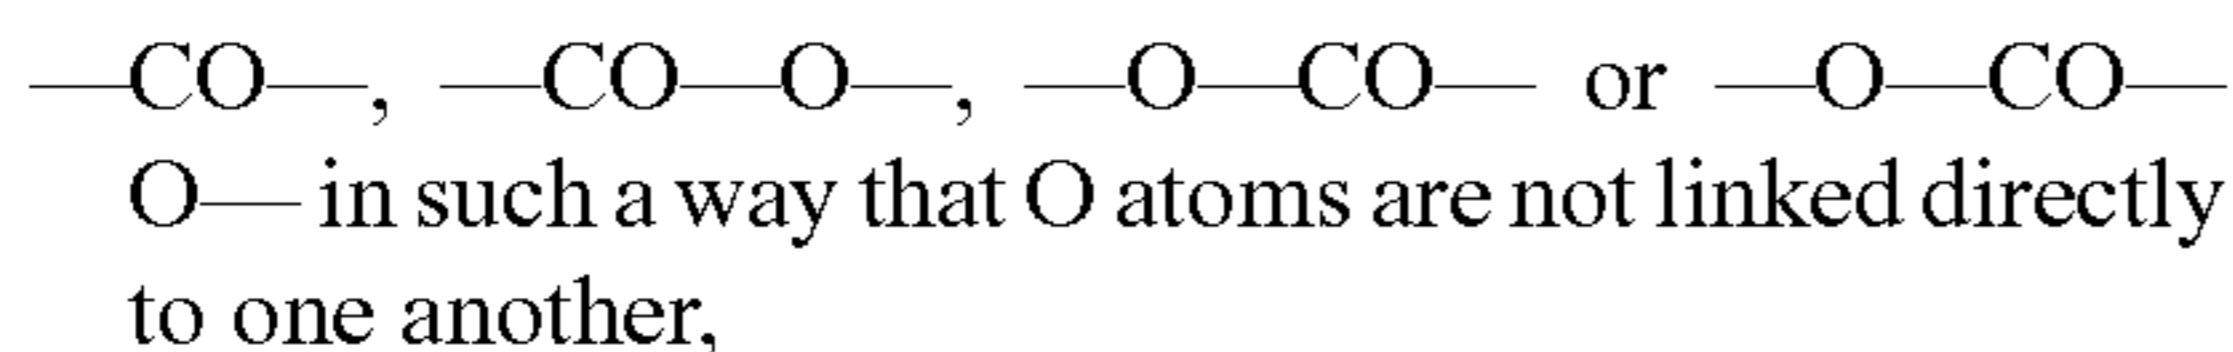 —CO—, —CO—O—, —O—CO— or —O—CO—
O— in such a way that O atoms are not linked directly
to one another,